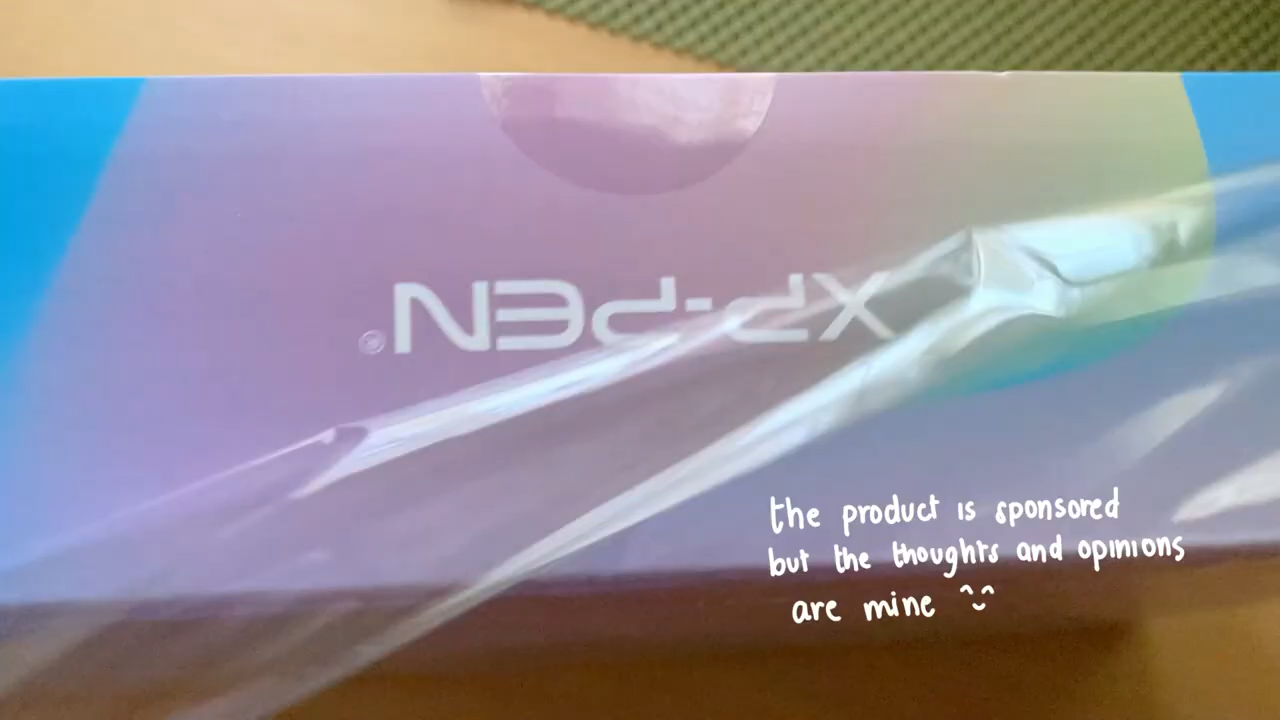 XP-PEN®
the product is sponsored
but the thoughts and opinions
are mine